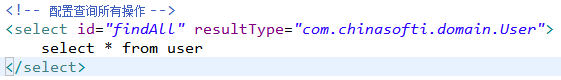 <!-- 配置查询所有操作 -->
<select id="findAll" resultType="com.chinasofti.domain.User">
select * from user
</select>